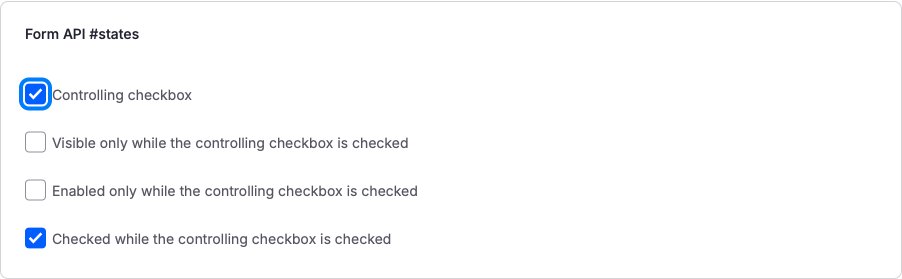 Form API #states
Controlling checkbox
Visible only while the controlling checkbox is checked
Enabled only while the controlling checkbox is checked
Checked while the controlling checkbox is checked